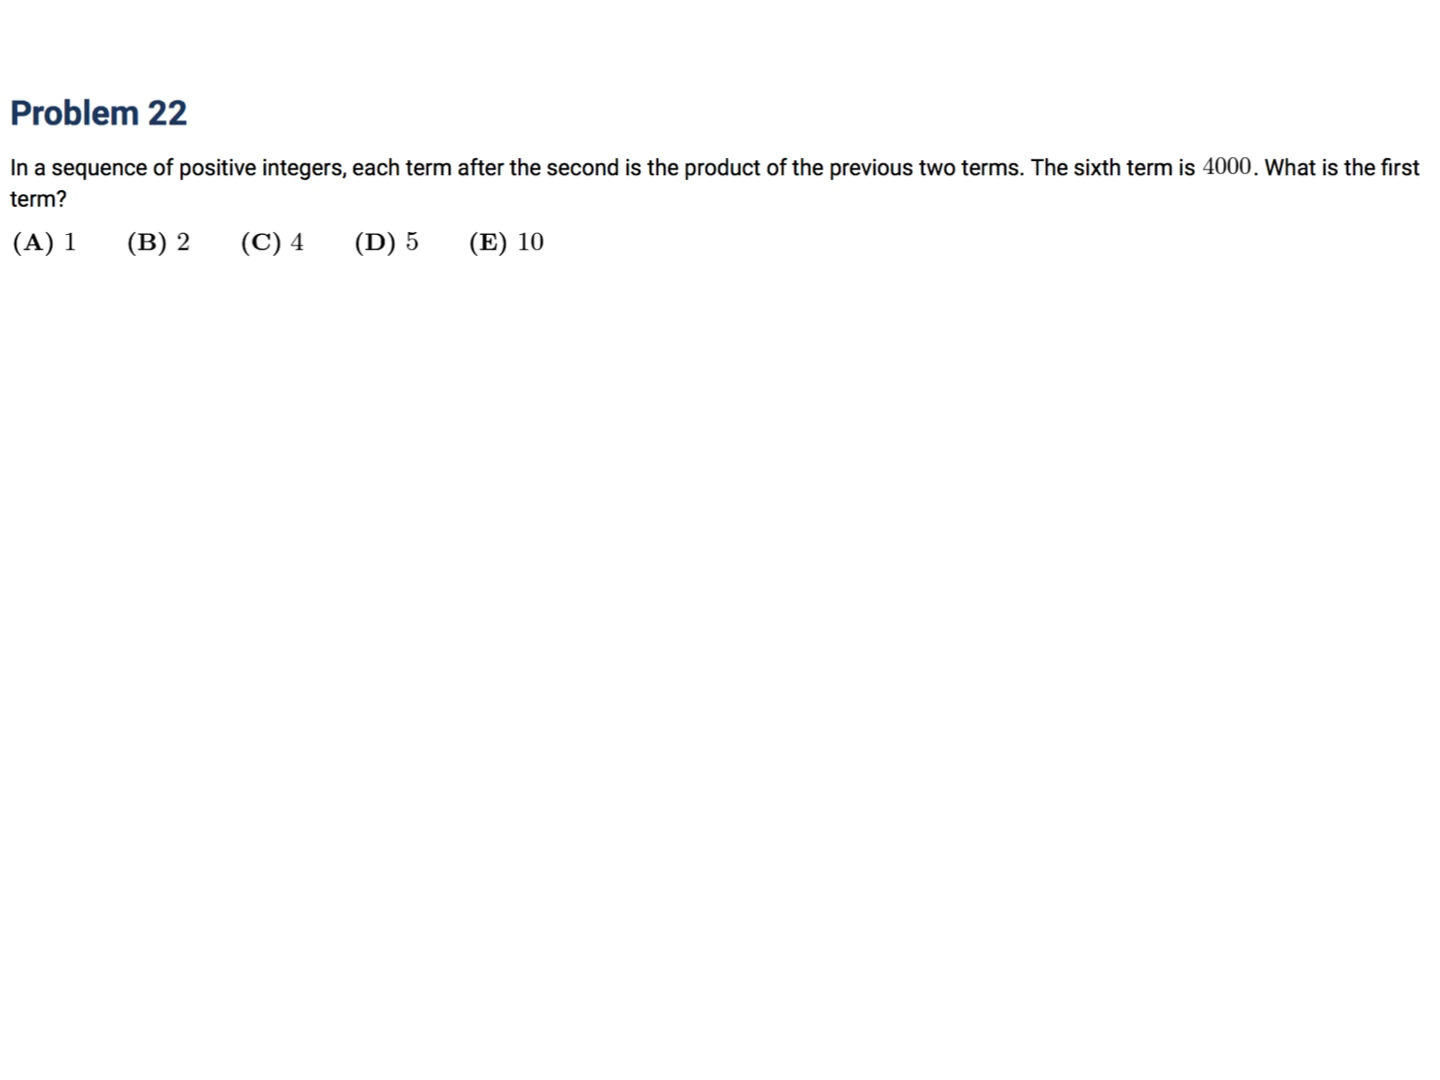 Problem 22
In a sequence of positive integers, each term after the second is the product of the previous two terms. The sixth term is 4000. What is the first
term?
(A) 1 (B) 2 (C) 4 (D) 5 (E) 10